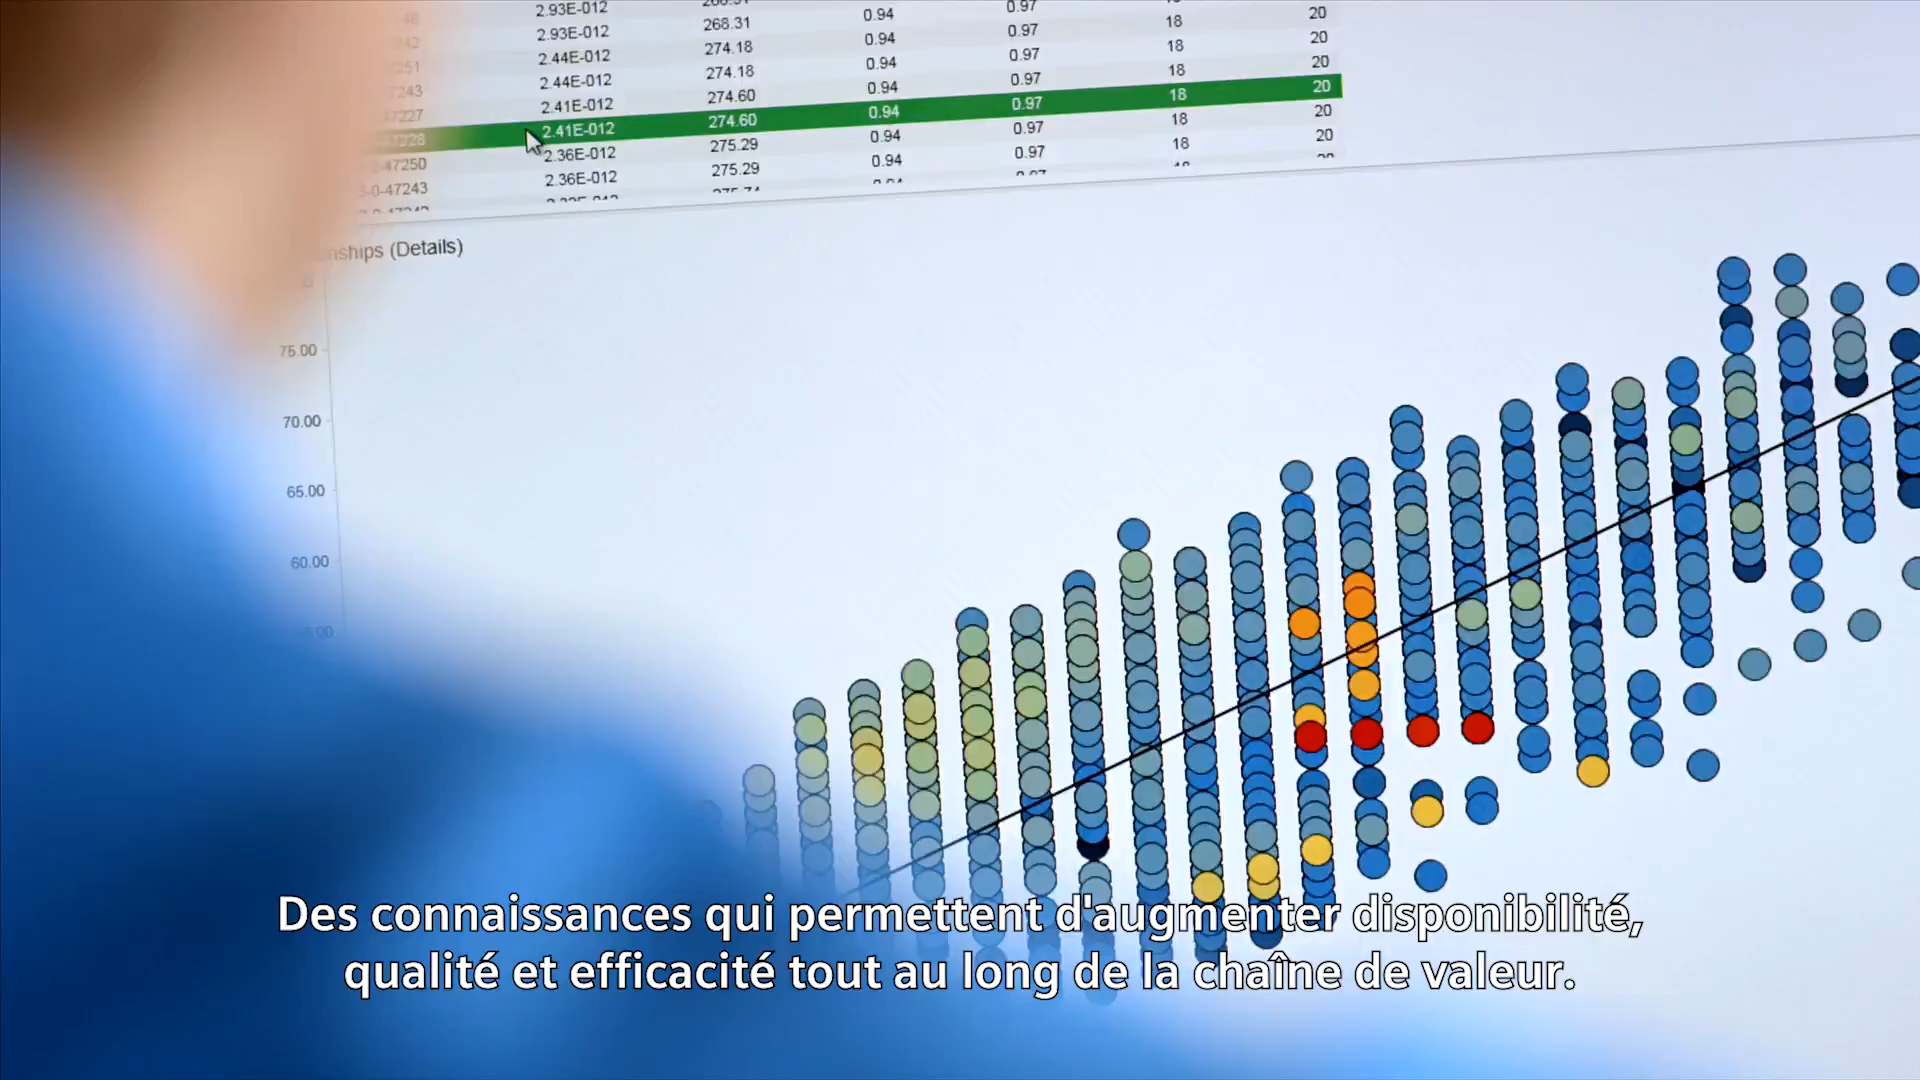 2.93E-012 0.94 0.97 20
2.93E-012 268.31 0.94 0.97 18 20
2.44E-012 274.18 0.94 0.97 18 20
2.44E-012 274.18 0.94 0.97 18 20
2.41E-012 274.60 0.94 0.97 18 20
2.41E-012 274.60 0.94 0.97 18 20
47250 2.36E-012 275.29 0.94 0.97 18 20
0-47243 2.36E-012 275.29
(Details)
75.00
70.00
65.00
60.00
Des connaissances qui permettent d'augmenter disponibilité,
qualité et efficacité tout au long de la chaîne de valeur.